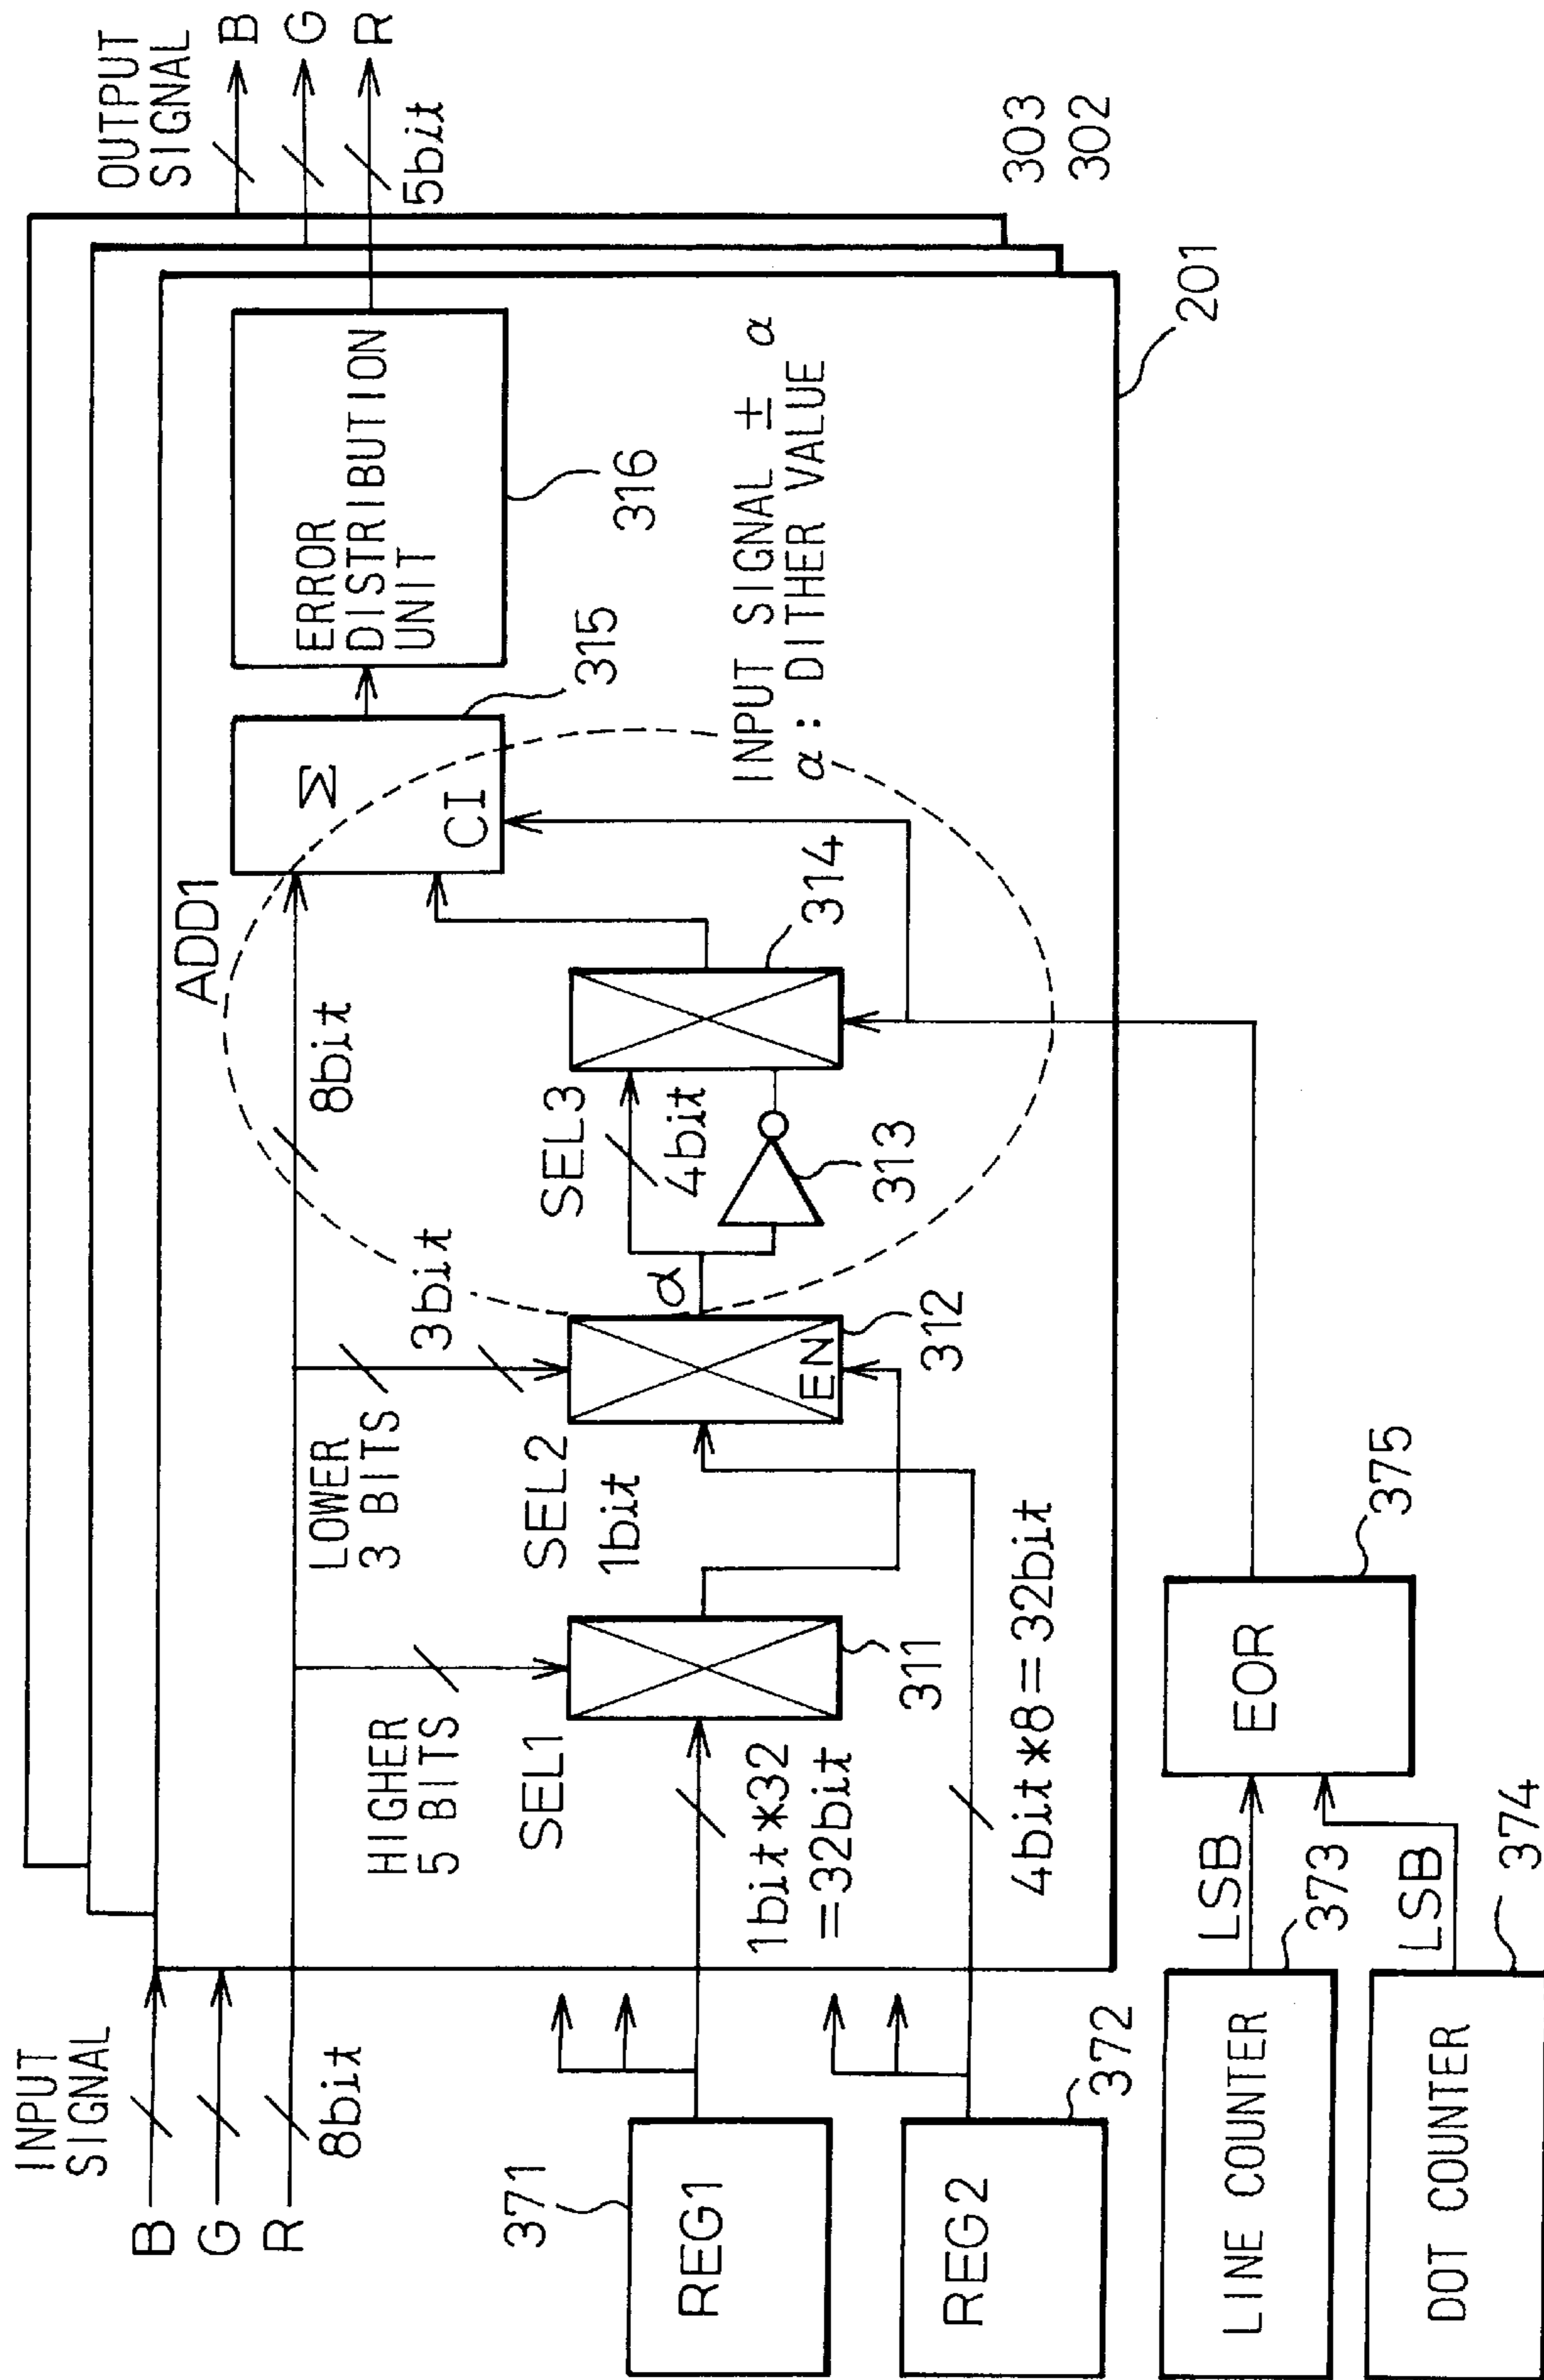 INPUT
SIGNAL
B
G
R
8bit
OUTPUT
SIGNAL
B
G
R
5bit
303
302
201
HIGHER
5 BITS
LOWER
3 BITS
3bit
8bit
ADD1
SEL1
311
SEL2
1bit
EN
312
α
SEL3
4bit
313
314
Σ
CI
315
ERROR
DISTRIBUTION
UNIT
316
INPUT SIGNAL ± α
α : DITHER VALUE
371
REG1
1bit*32
=32bit
REG2
372
4bit*8=32bit
LINE COUNTER
LSB
373
DOT COUNTER
LSB
374
EOR
375